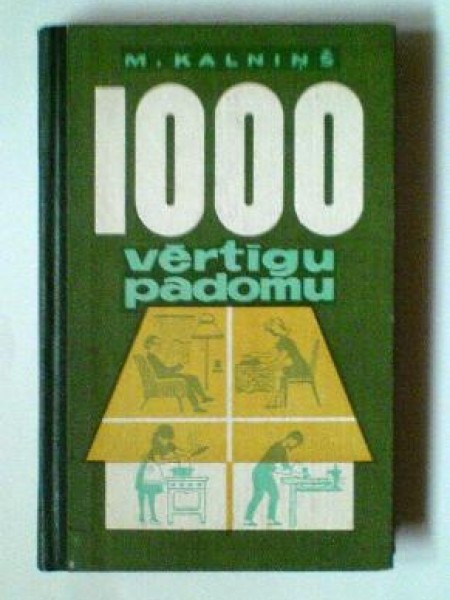 M. KALNIŅŠ
1000
vērtīgu
padomu